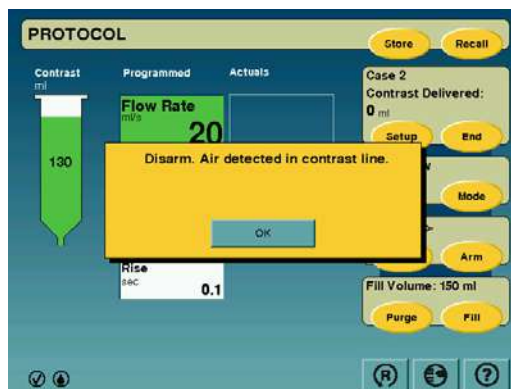 PROTOCOL
Store
Recall
Contrast
ml
130
Programmed
Actuals
Flow Rate
ml/s
20
Disarm. Air detected in contrast line.
OK
Rise
sec
0.1
Case 2
Contrast Delivered:
0 ml
Setup
End
Mode
Arm
Fill Volume: 150 ml
Purge
Fill
R
?